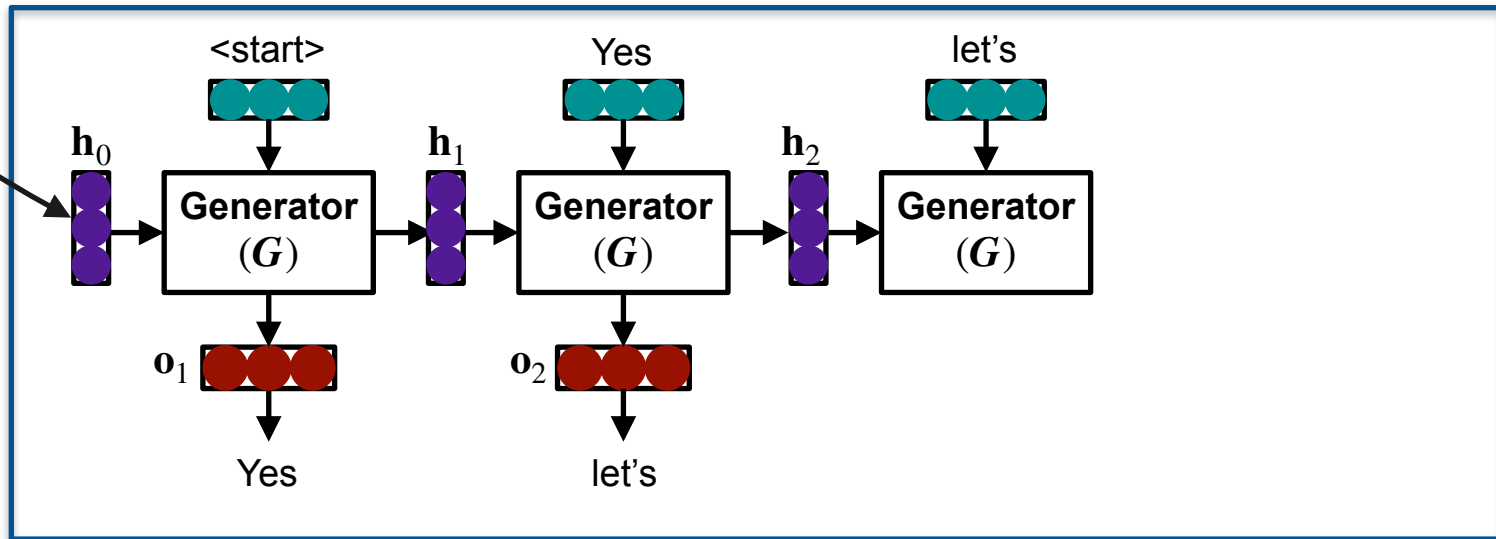 <start> Yes let's
h₀ h₁ h₂
Generator Generator Generator
(G) (G) (G)
o₁ o₂
Yes let's